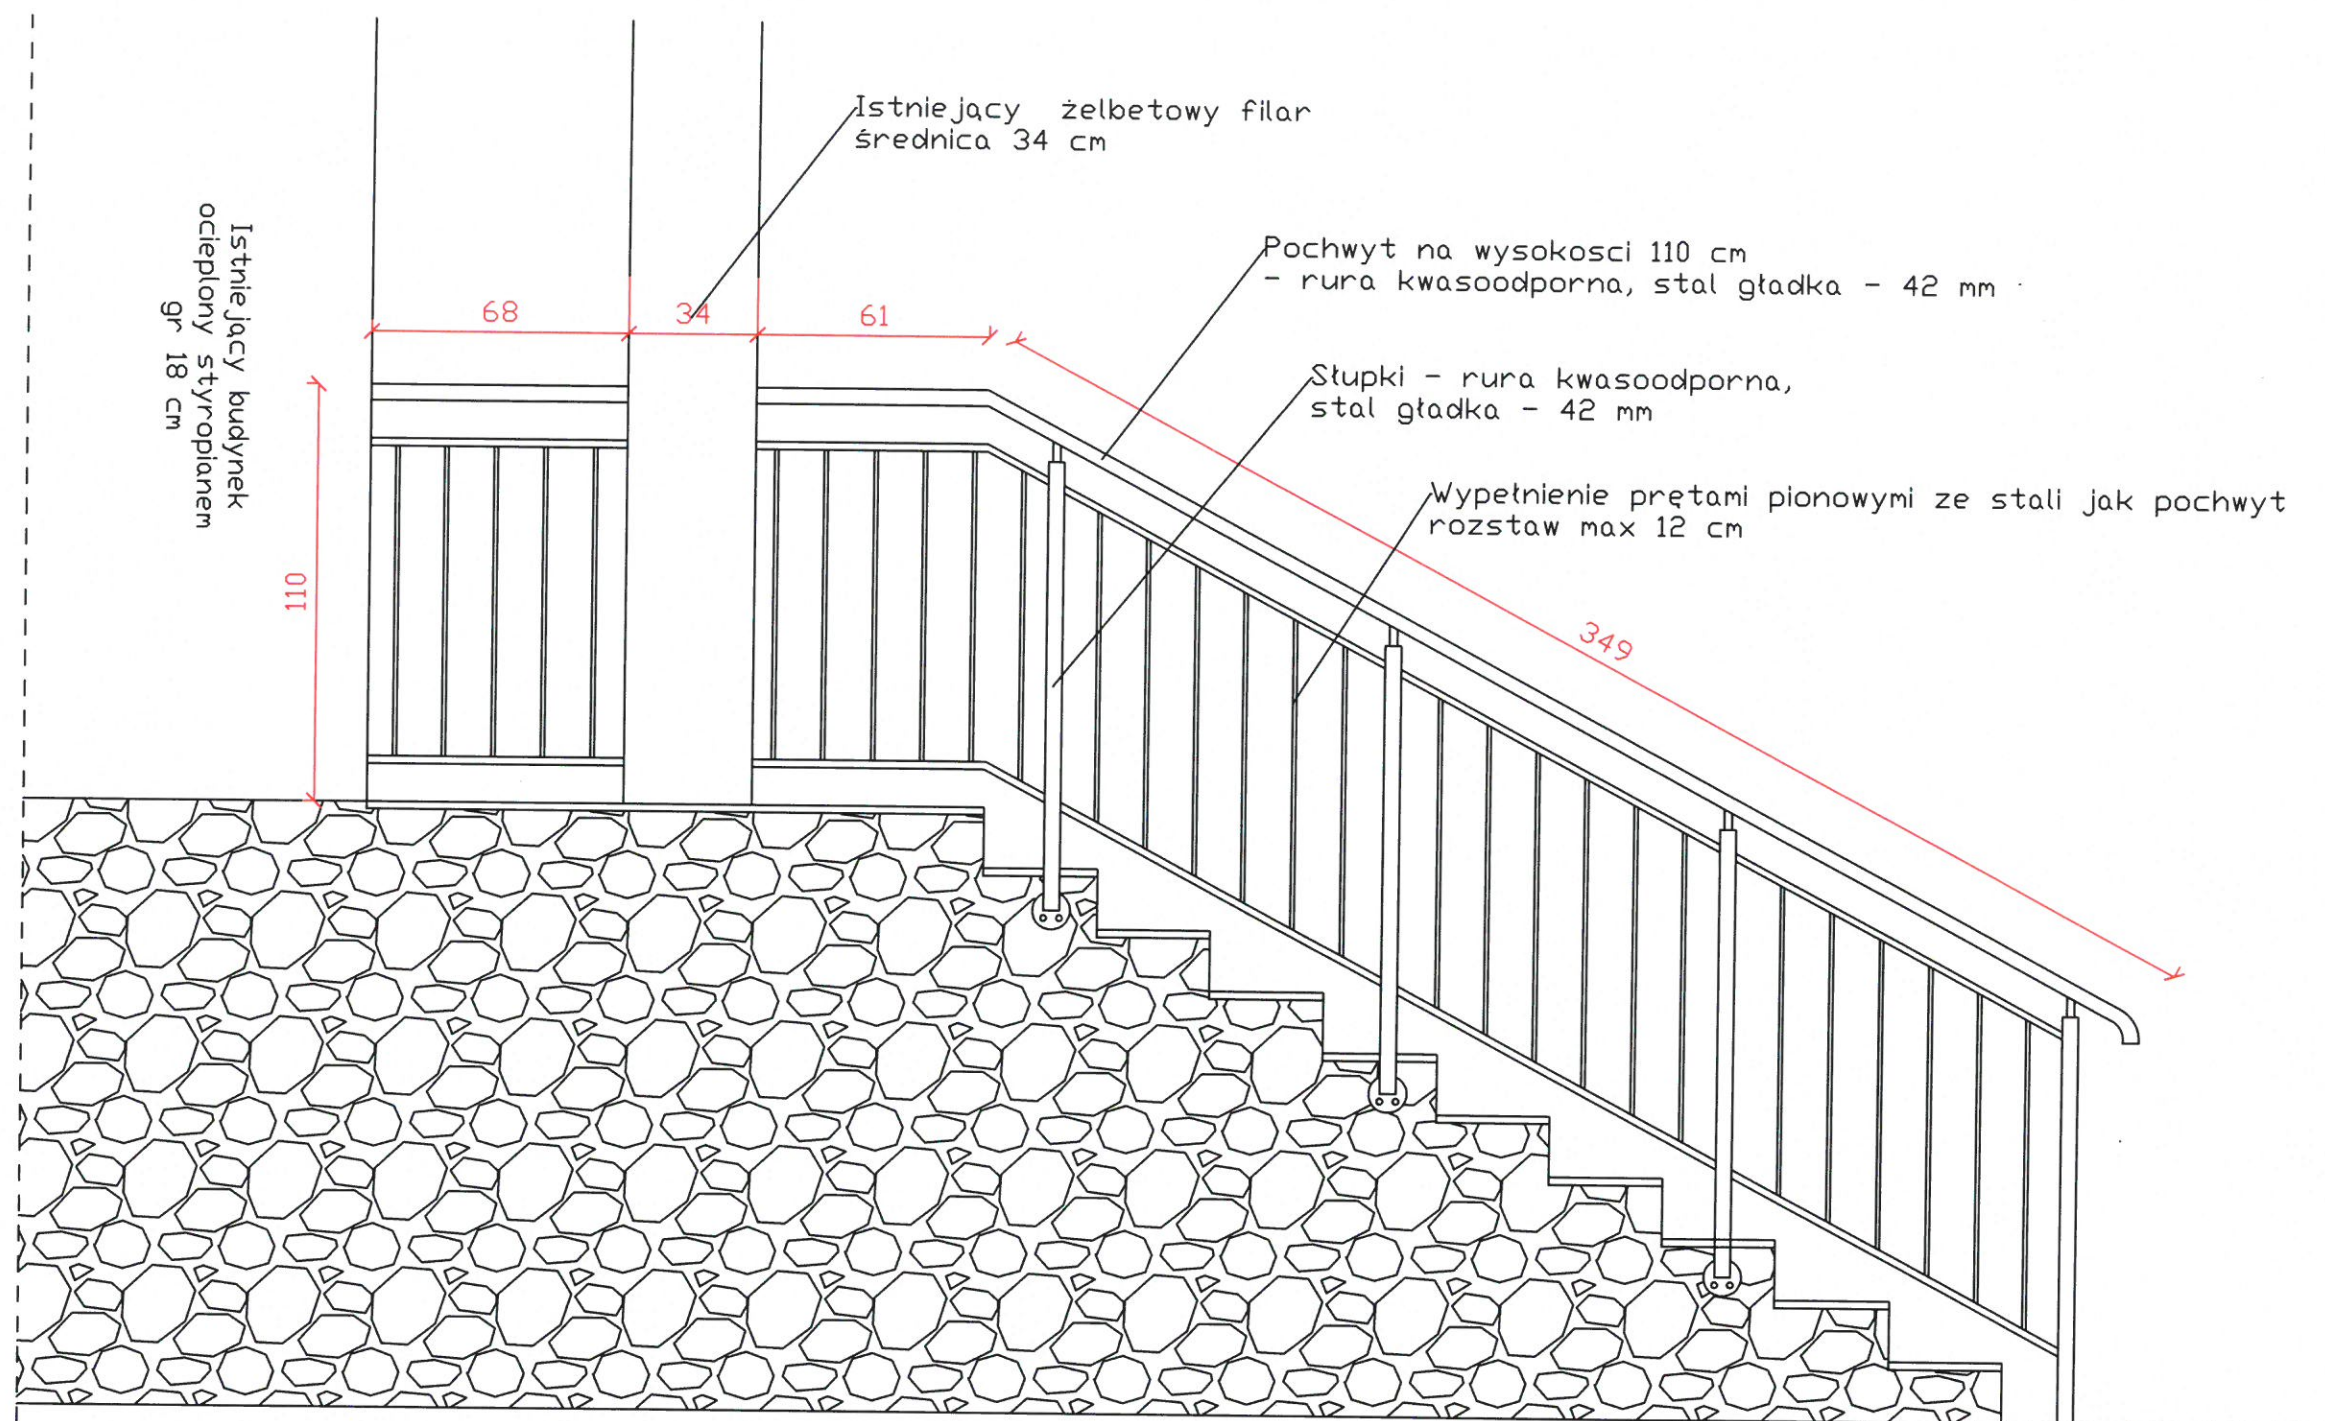 Istniejący żelbetowy filar
średnica 34 cm
Pochwyt na wysokosci 110 cm
- rura kwasoodporna, stal gładka - 42 mm
Istniejący budynek
ocieplony styropianem
gr 18 cm
68
34
61
Słupki - rura kwasoodporna,
stal gładka - 42 mm
Wypełnienie prętami pionowymi ze stali jak pochwyt
rozstaw max 12 cm
110
349